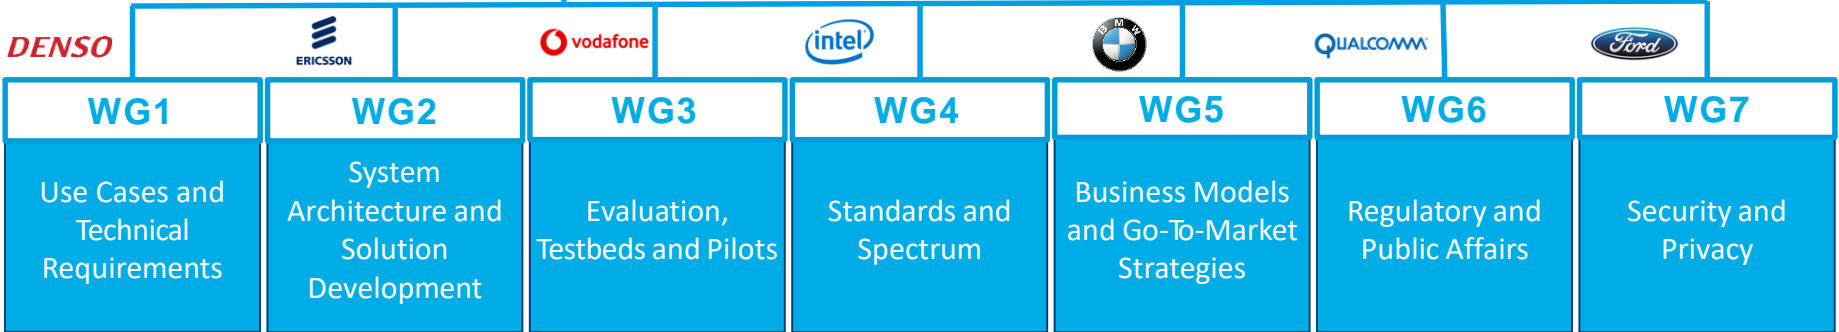 DENSO
ERICSSON
vodafone
intel
BMW
QUALCOMM
Ford
WG1
WG2
WG3
WG4
WG5
WG6
WG7
Use Cases and
Technical
Requirements
System
Architecture and
Solution
Development
Evaluation,
Testbeds and Pilots
Standards and
Spectrum
Business Models
and Go-To-Market
Strategies
Regulatory and
Public Affairs
Security and
Privacy